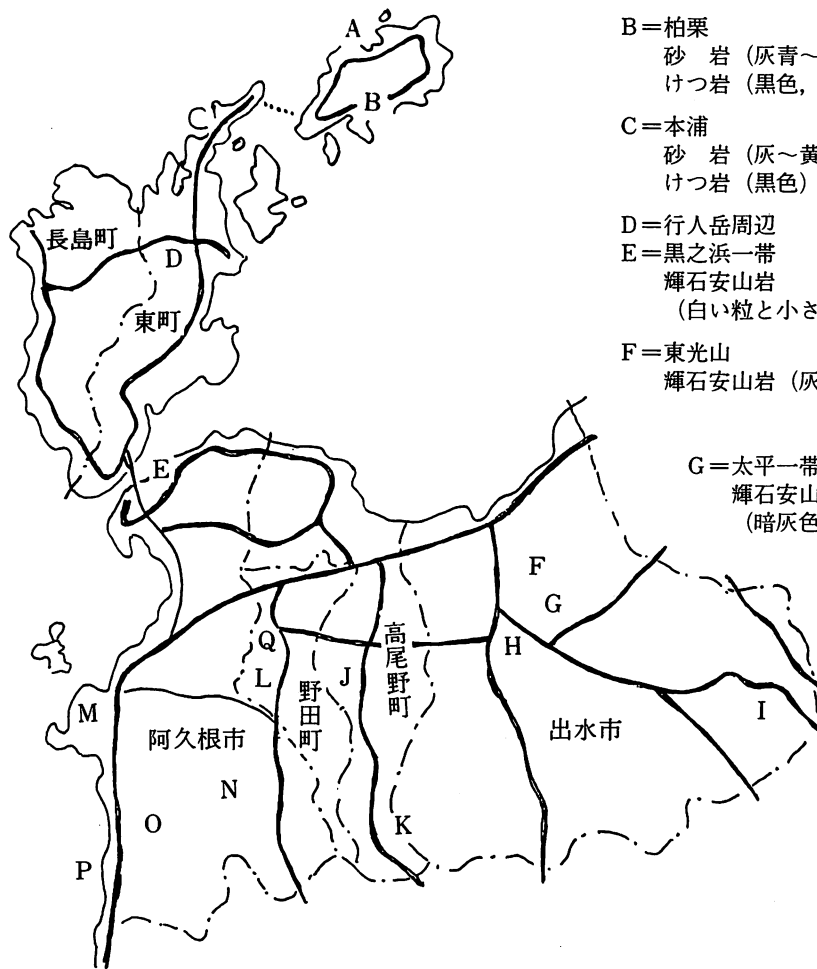 A
B
C
長島町
D
東町
E
F
G
H
Q
高尾野町
L
J
野田町
M
阿久根市
出水市
I
N
O
K
P
B=柏栗
砂 岩 (灰青〜
けつ岩 (黒色,
C=本浦
砂 岩 (灰〜黄
けつ岩 (黒色)
D=行人岳周辺
E=黒之浜一帯
輝石安山岩
(白い粒と小さ
F=東光山
輝石安山岩 (灰
G=太平一帯
輝石安山
(暗灰色